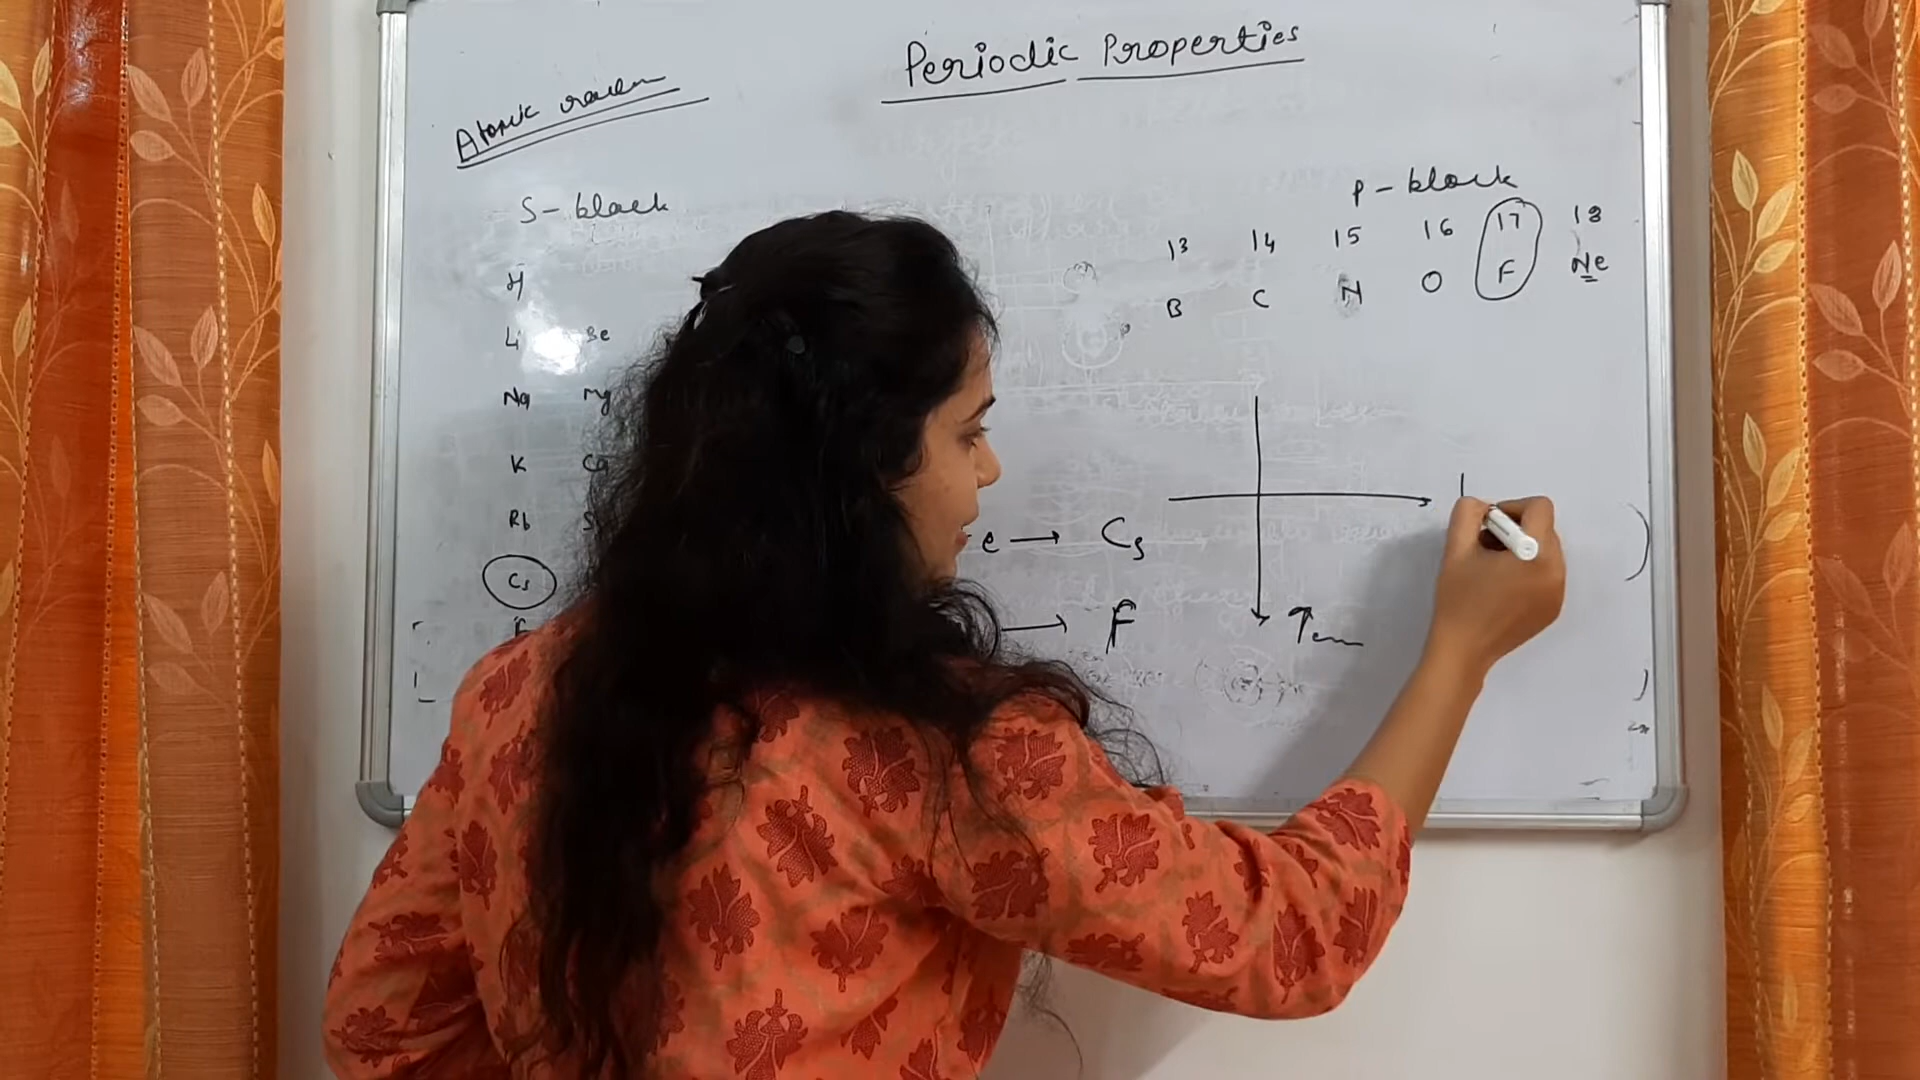 Periodic Properties
Atomic
S - block
P - block
13 14 15 16 17 18
B C N O F Ne
H
Li Be
Na Mg
K Ca
Rb S
Cs
e → Cs
→ F